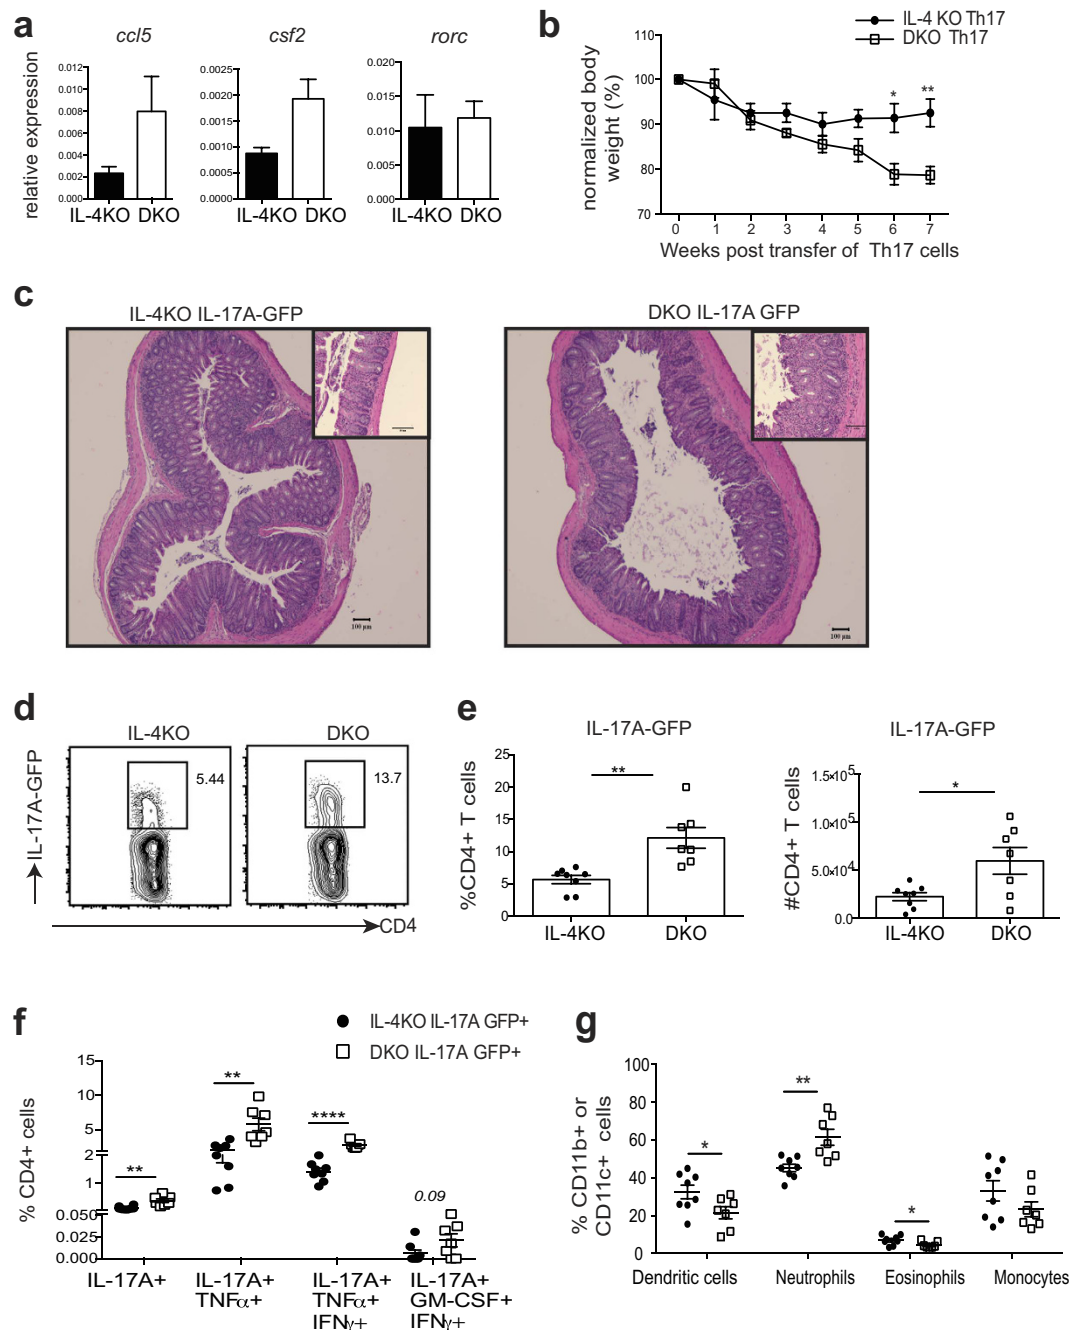 a
ccl5
csf2
rorc
relative expression
0.012
0.010
0.008
0.006
0.004
0.002
0.000
IL-4KO DKO
0.0025
0.0020
0.0015
0.0010
0.0005
0.0000
IL-4KO DKO
0.020
0.015
0.010
0.005
0.000
IL-4KO DKO
b
IL-4 KO Th17
DKO Th17
normalized body
weight (%)
110
100
90
80
70
* **
0 1 2 3 4 5 6 7
Weeks post transfer of Th17 cells
c
IL-4KO IL-17A-GFP
DKO IL-17A GFP
100 µm
100 µm
d
IL-4KO
DKO
IL-17A-GFP
5.44
13.7
CD4
e
IL-17A-GFP
%CD4+ T cells
25
20
15
10
5
0
**
IL-4KO DKO
IL-17A-GFP
#CD4+ T cells
1.5×10⁵
1.0×10⁵
5.0×10⁴
0.0
*
IL-4KO DKO
f
IL-4KO IL-17A GFP+
DKO IL-17A GFP+
% CD4+ cells
15
10
5
2
1
0.050
0.025
0.000
** ** **** 0.09
IL-17A+
IL-17A+
TNFα+
IL-17A+
TNFα+
IFNγ+
IL-17A+
GM-CSF+
IFNγ+
g
% CD11b+ or
CD11c+ cells
100
80
60
40
20
0
* ** *
Dendritic cells Neutrophils Eosinophils Monocytes